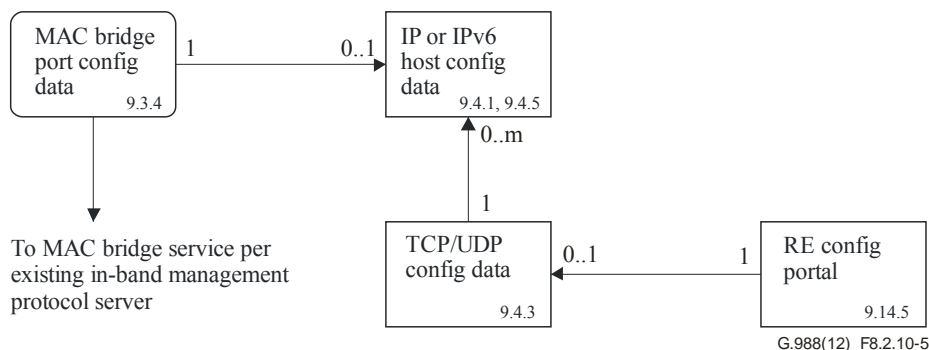 MAC bridge
port config
data
9.3.4
1
0..1
IP or IPv6
host config
data
9.4.1, 9.4.5
0..m
1
To MAC bridge service per
existing in-band management
protocol server
TCP/UDP
config data
9.4.3
0..1
1
RE config
portal
9.14.5
G.988(12)_F8.2.10-5